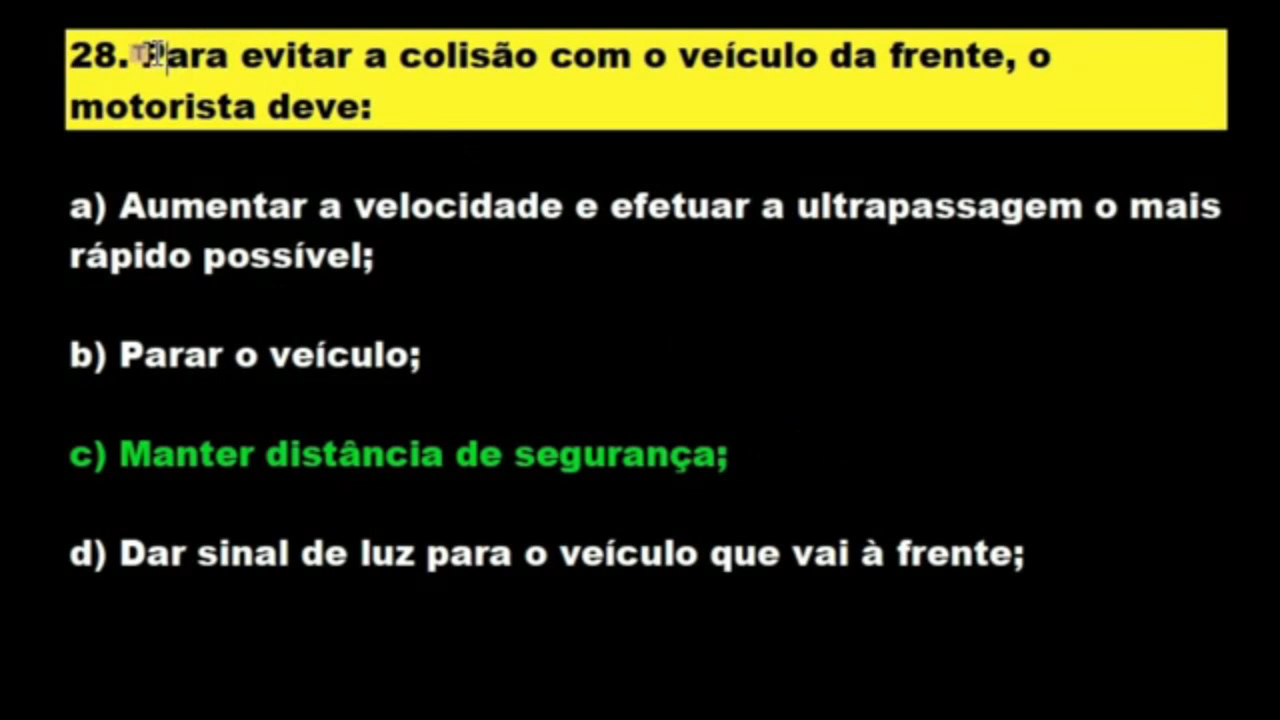 28. Para evitar a colisão com o veículo da frente, o
motorista deve:
a) Aumentar a velocidade e efetuar a ultrapassagem o mais
rápido possível;
b) Parar o veículo;
c) Manter distância de segurança;
d) Dar sinal de luz para o veículo que vai à frente;